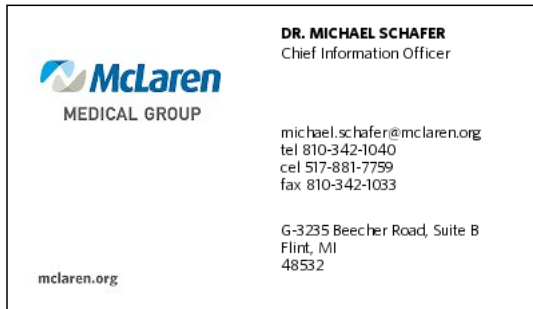 McLaren
MEDICAL GROUP
mclaren.org
DR. MICHAEL SCHAFER
Chief Information Officer
michael.schafer@mclaren.org
tel 810-342-1040
cel 517-881-7759
fax 810-342-1033
G-3235 Beecher Road, Suite B
Flint, MI
48532